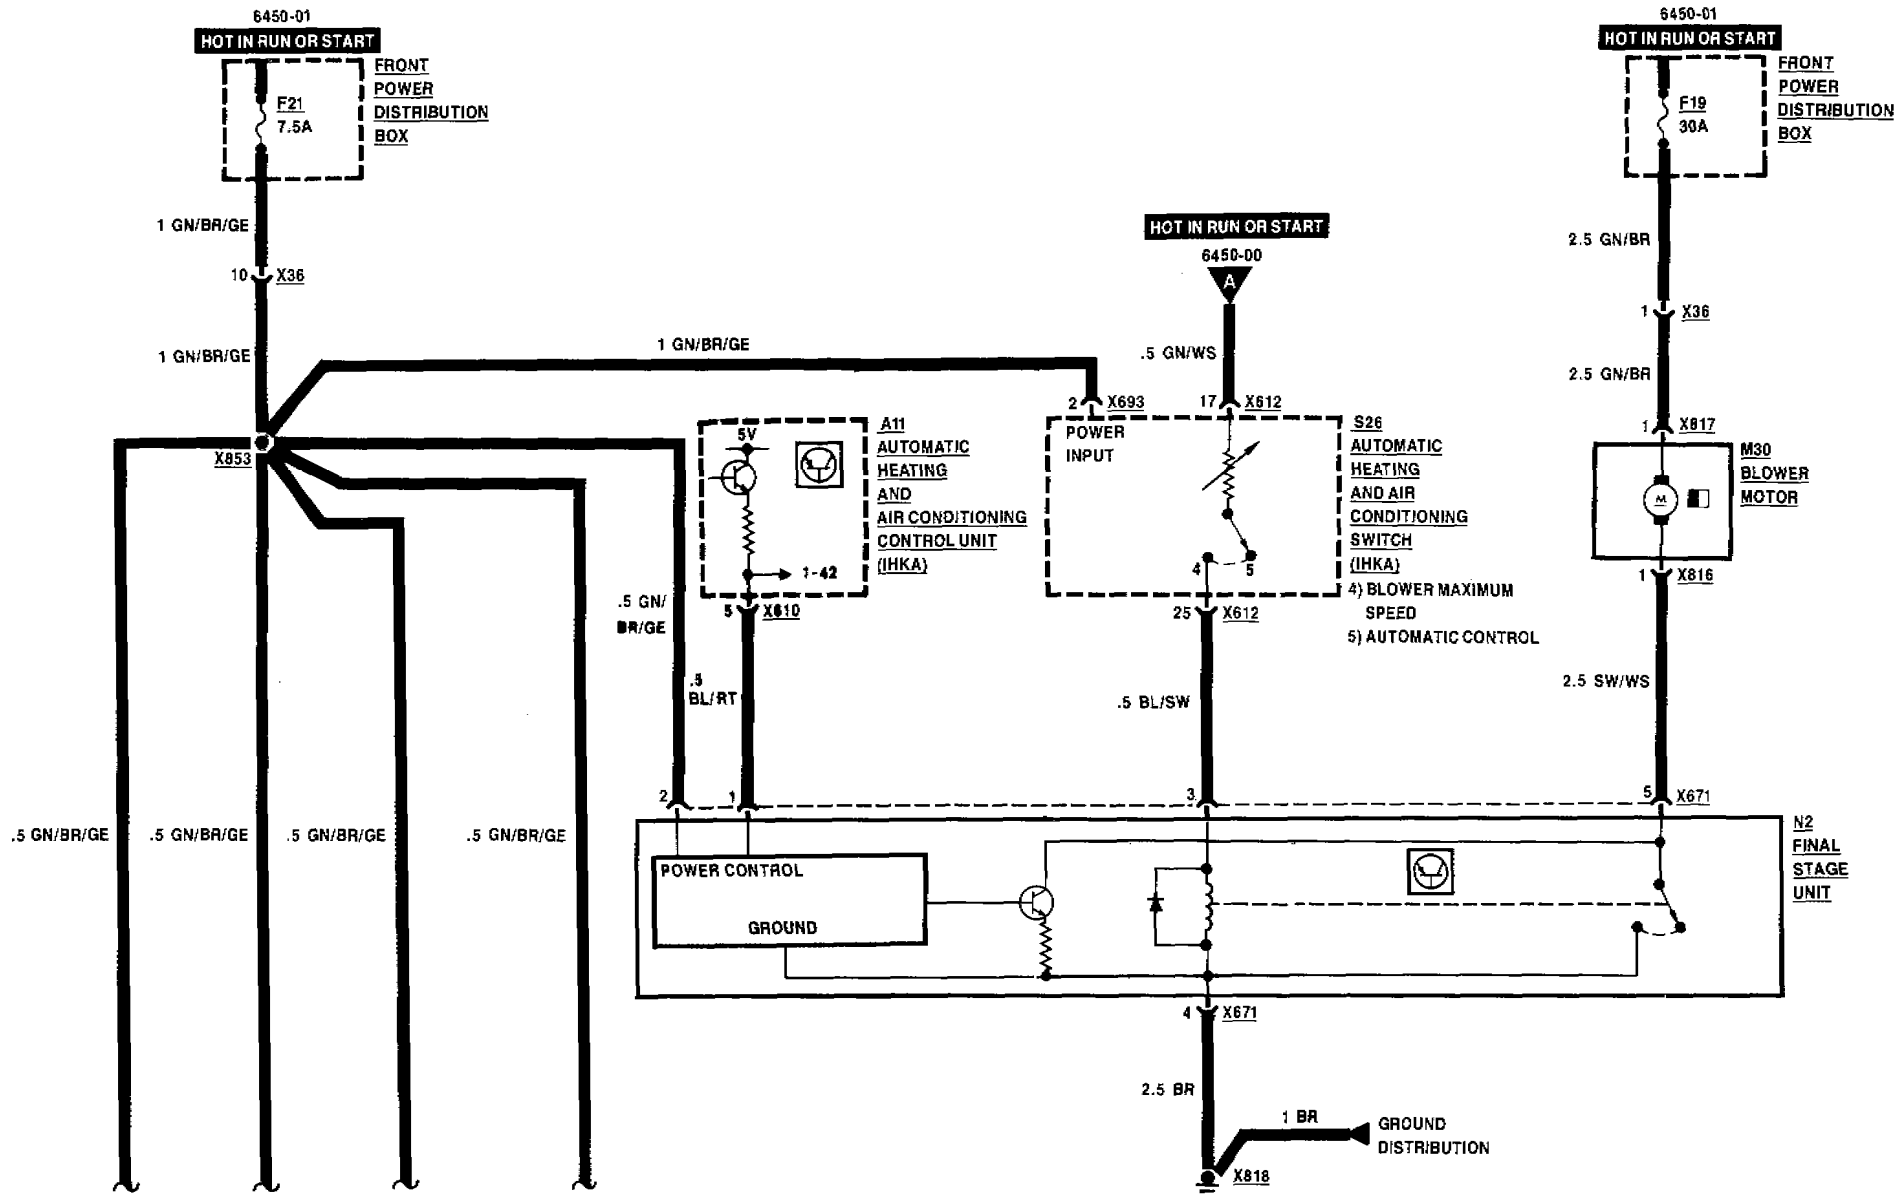 6450-01
HOT IN RUN OR START
FRONT
POWER
DISTRIBUTION
BOX
F21
7.5A
1 GN/BR/GE
10 X36
1 GN/BR/GE
X853
1 GN/BR/GE
6450-01
HOT IN RUN OR START
FRONT
POWER
DISTRIBUTION
BOX
F19
30A
2.5 GN/BR
1 X36
2.5 GN/BR
1 X817
M30
BLOWER
MOTOR
M
1 X816
2.5 SW/WS
HOT IN RUN OR START
6450-00
A
.5 GN/WS
2 X693
17 X612
POWER
INPUT
4 5
S26
AUTOMATIC
HEATING
AND AIR
CONDITIONING
SWITCH
(IHKA)
4) BLOWER MAXIMUM
SPEED
5) AUTOMATIC CONTROL
25 X612
.5 BL/SW
5V
1-42
A11
AUTOMATIC
HEATING
AND
AIR CONDITIONING
CONTROL UNIT
(IHKA)
5 X610
.5 GN/
BR/GE
.5
BL/RT
2 1 3 5 X671
.5 GN/BR/GE .5 GN/BR/GE .5 GN/BR/GE .5 GN/BR/GE
POWER CONTROL
GROUND
N2
FINAL
STAGE
UNIT
4 X671
2.5 BR
1 BR
GROUND
DISTRIBUTION
X818